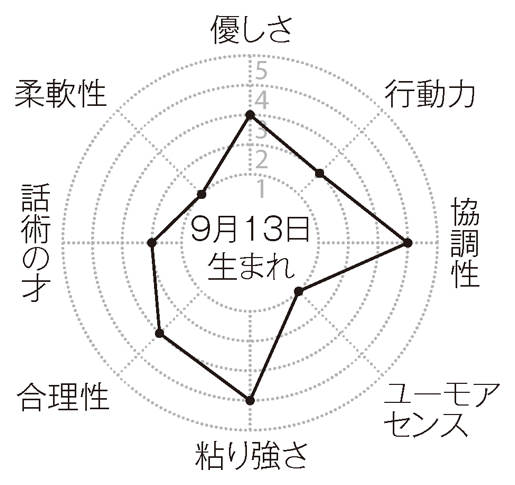 優しさ
5
4
3
2
1
行動力
協調性
ユーモア
センス
粘り強さ
合理性
話術の才
柔軟性
9月13日
生まれ